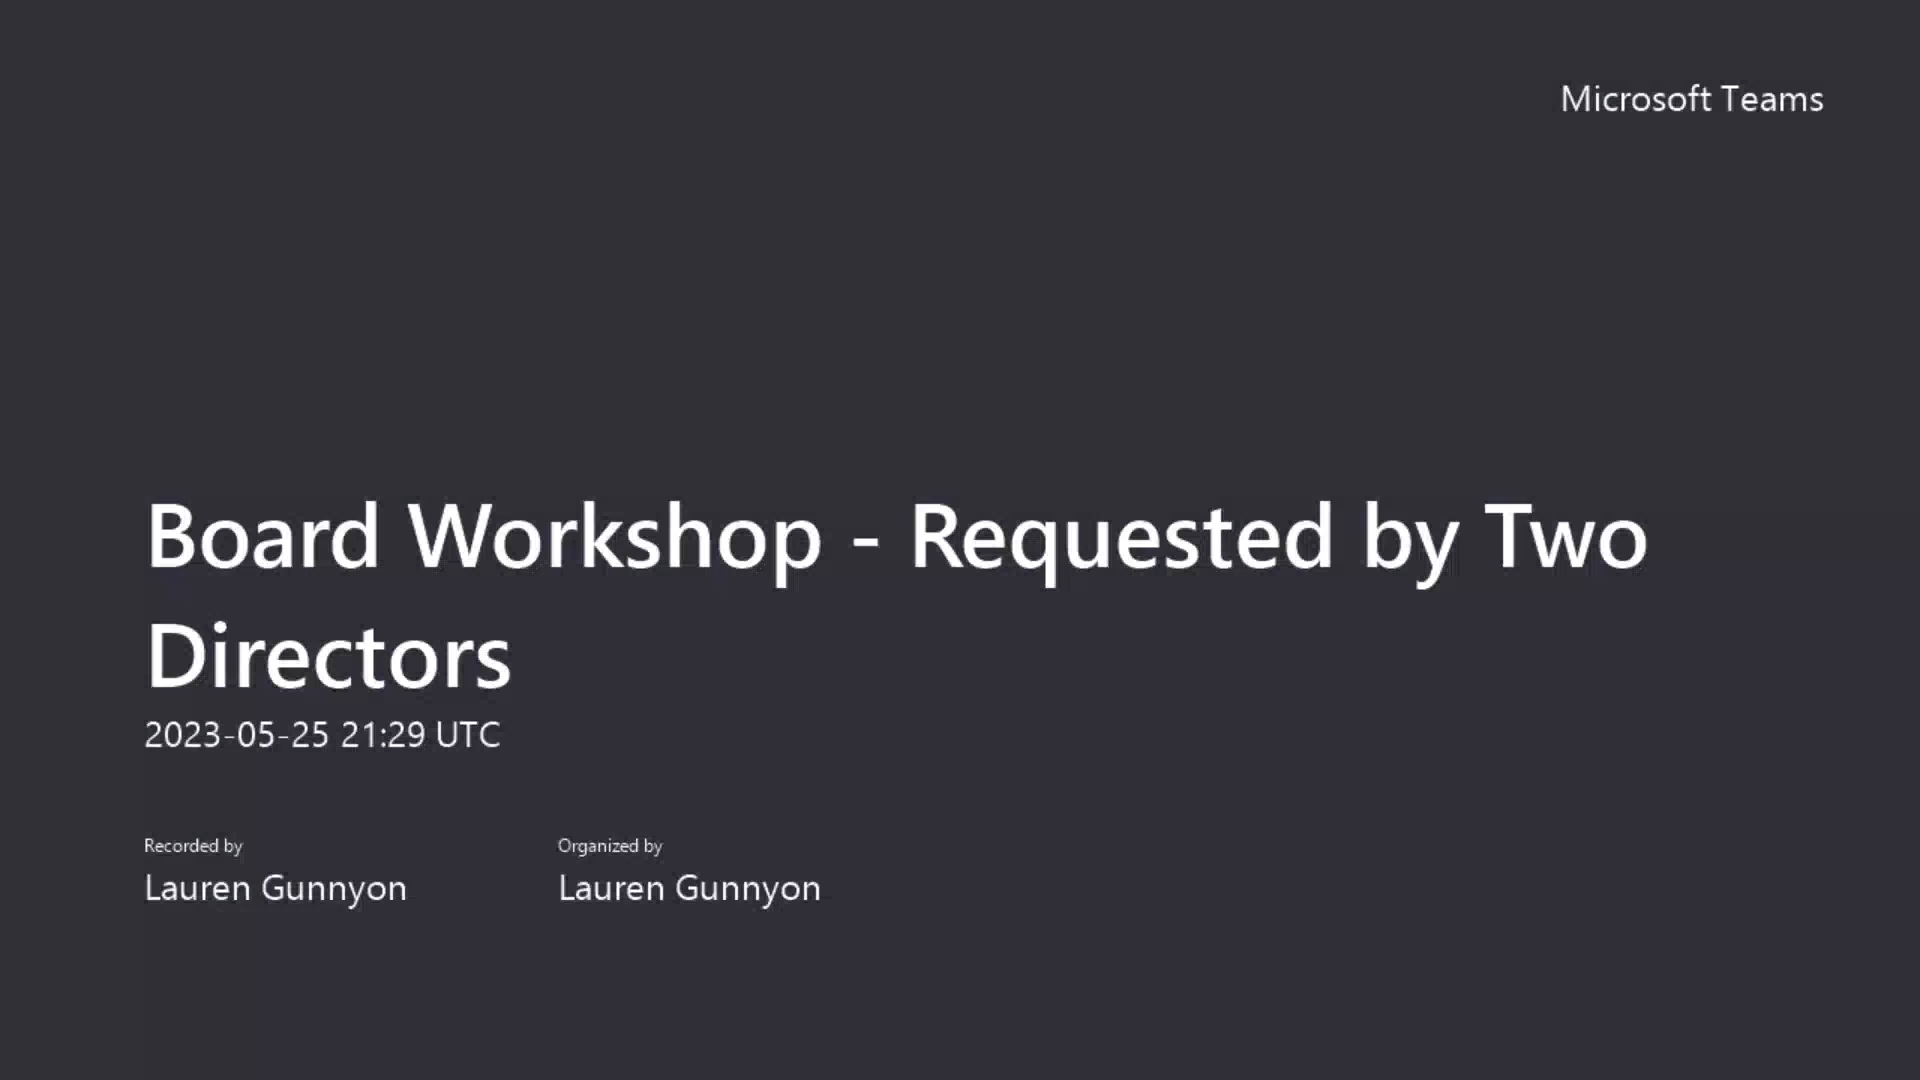 Microsoft Teams
Board Workshop - Requested by Two
Directors
2023-05-25 21:29 UTC
Recorded by
Lauren Gunnyon
Organized by
Lauren Gunnyon